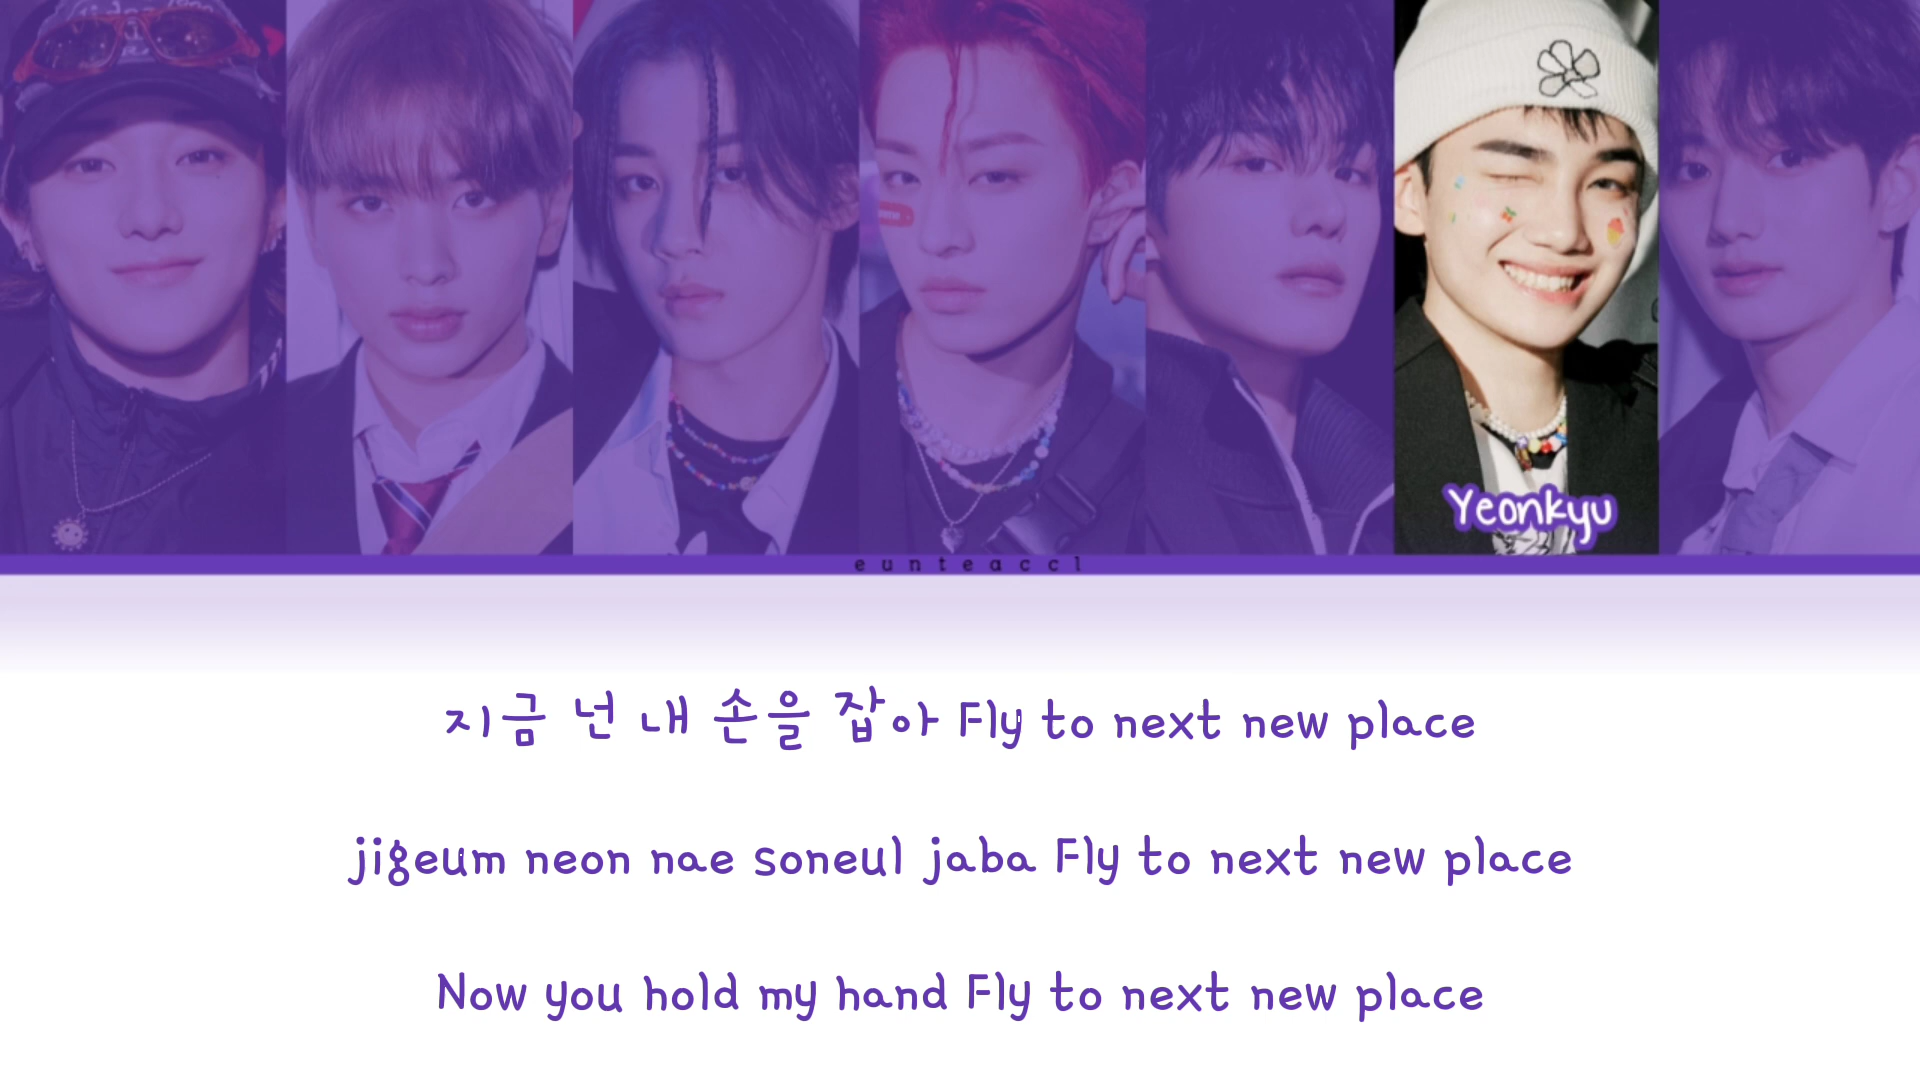 Yeonkyu
eunteaccl
지금 넌 내 손을 잡아 Fly to next new place
jigeum neon nae soneul jaba Fly to next new place
Now you hold my hand Fly to next new place